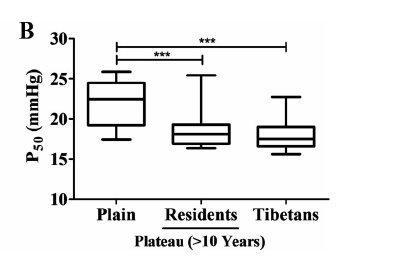 B
***
***
P50 (mmHg)
30
25
20
15
10
Plain Residents Tibetans
Plateau (>10 Years)